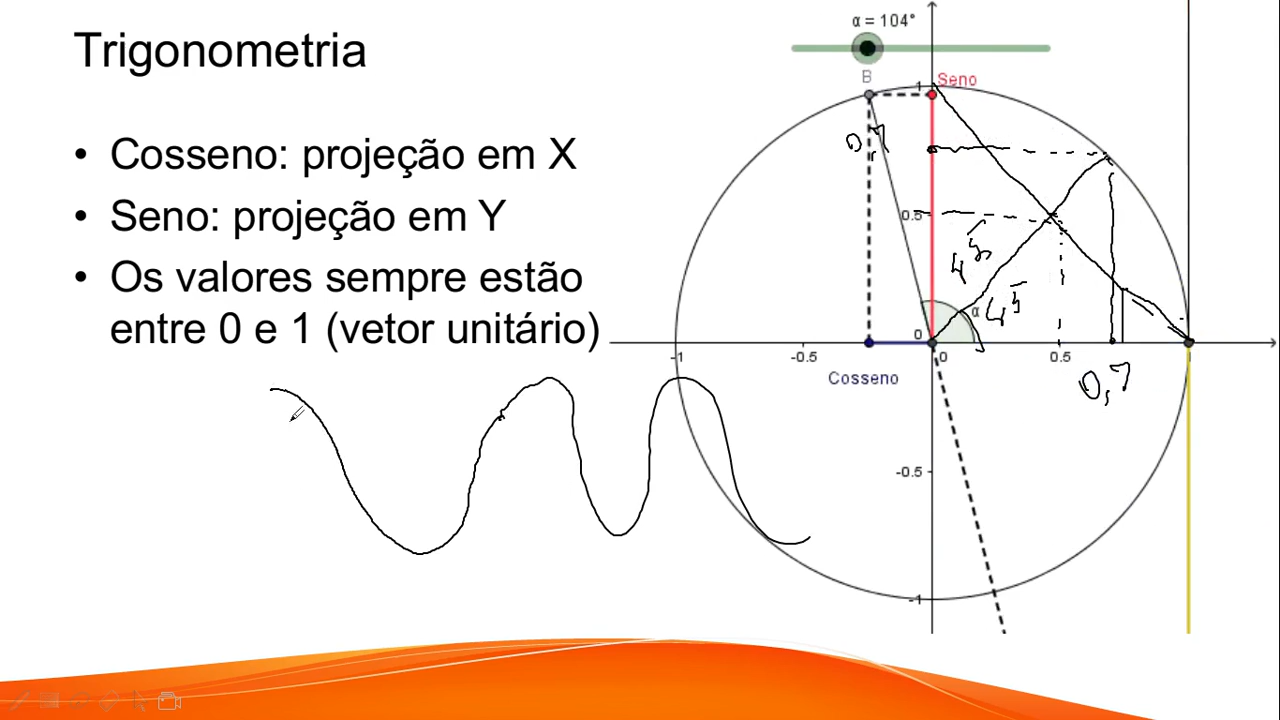 Trigonometria
• Cosseno: projeção em X
• Seno: projeção em Y
• Os valores sempre estão
entre 0 e 1 (vetor unitário)
α = 104°
B
1
Seno
0,7
0.5
45
45
α
0
-1
-0.5
0
0.5
1
Cosseno
0,7
-0.5
-1